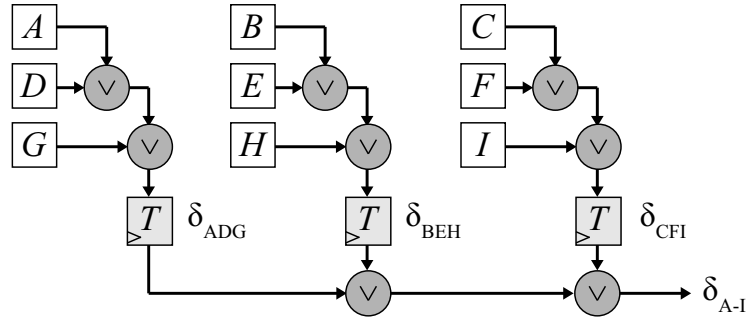 A B C
∨ ∨ ∨
D E F
∨ ∨ ∨
G H I
T δADG T δBEH T δCFI
∨ ∨ δA-I